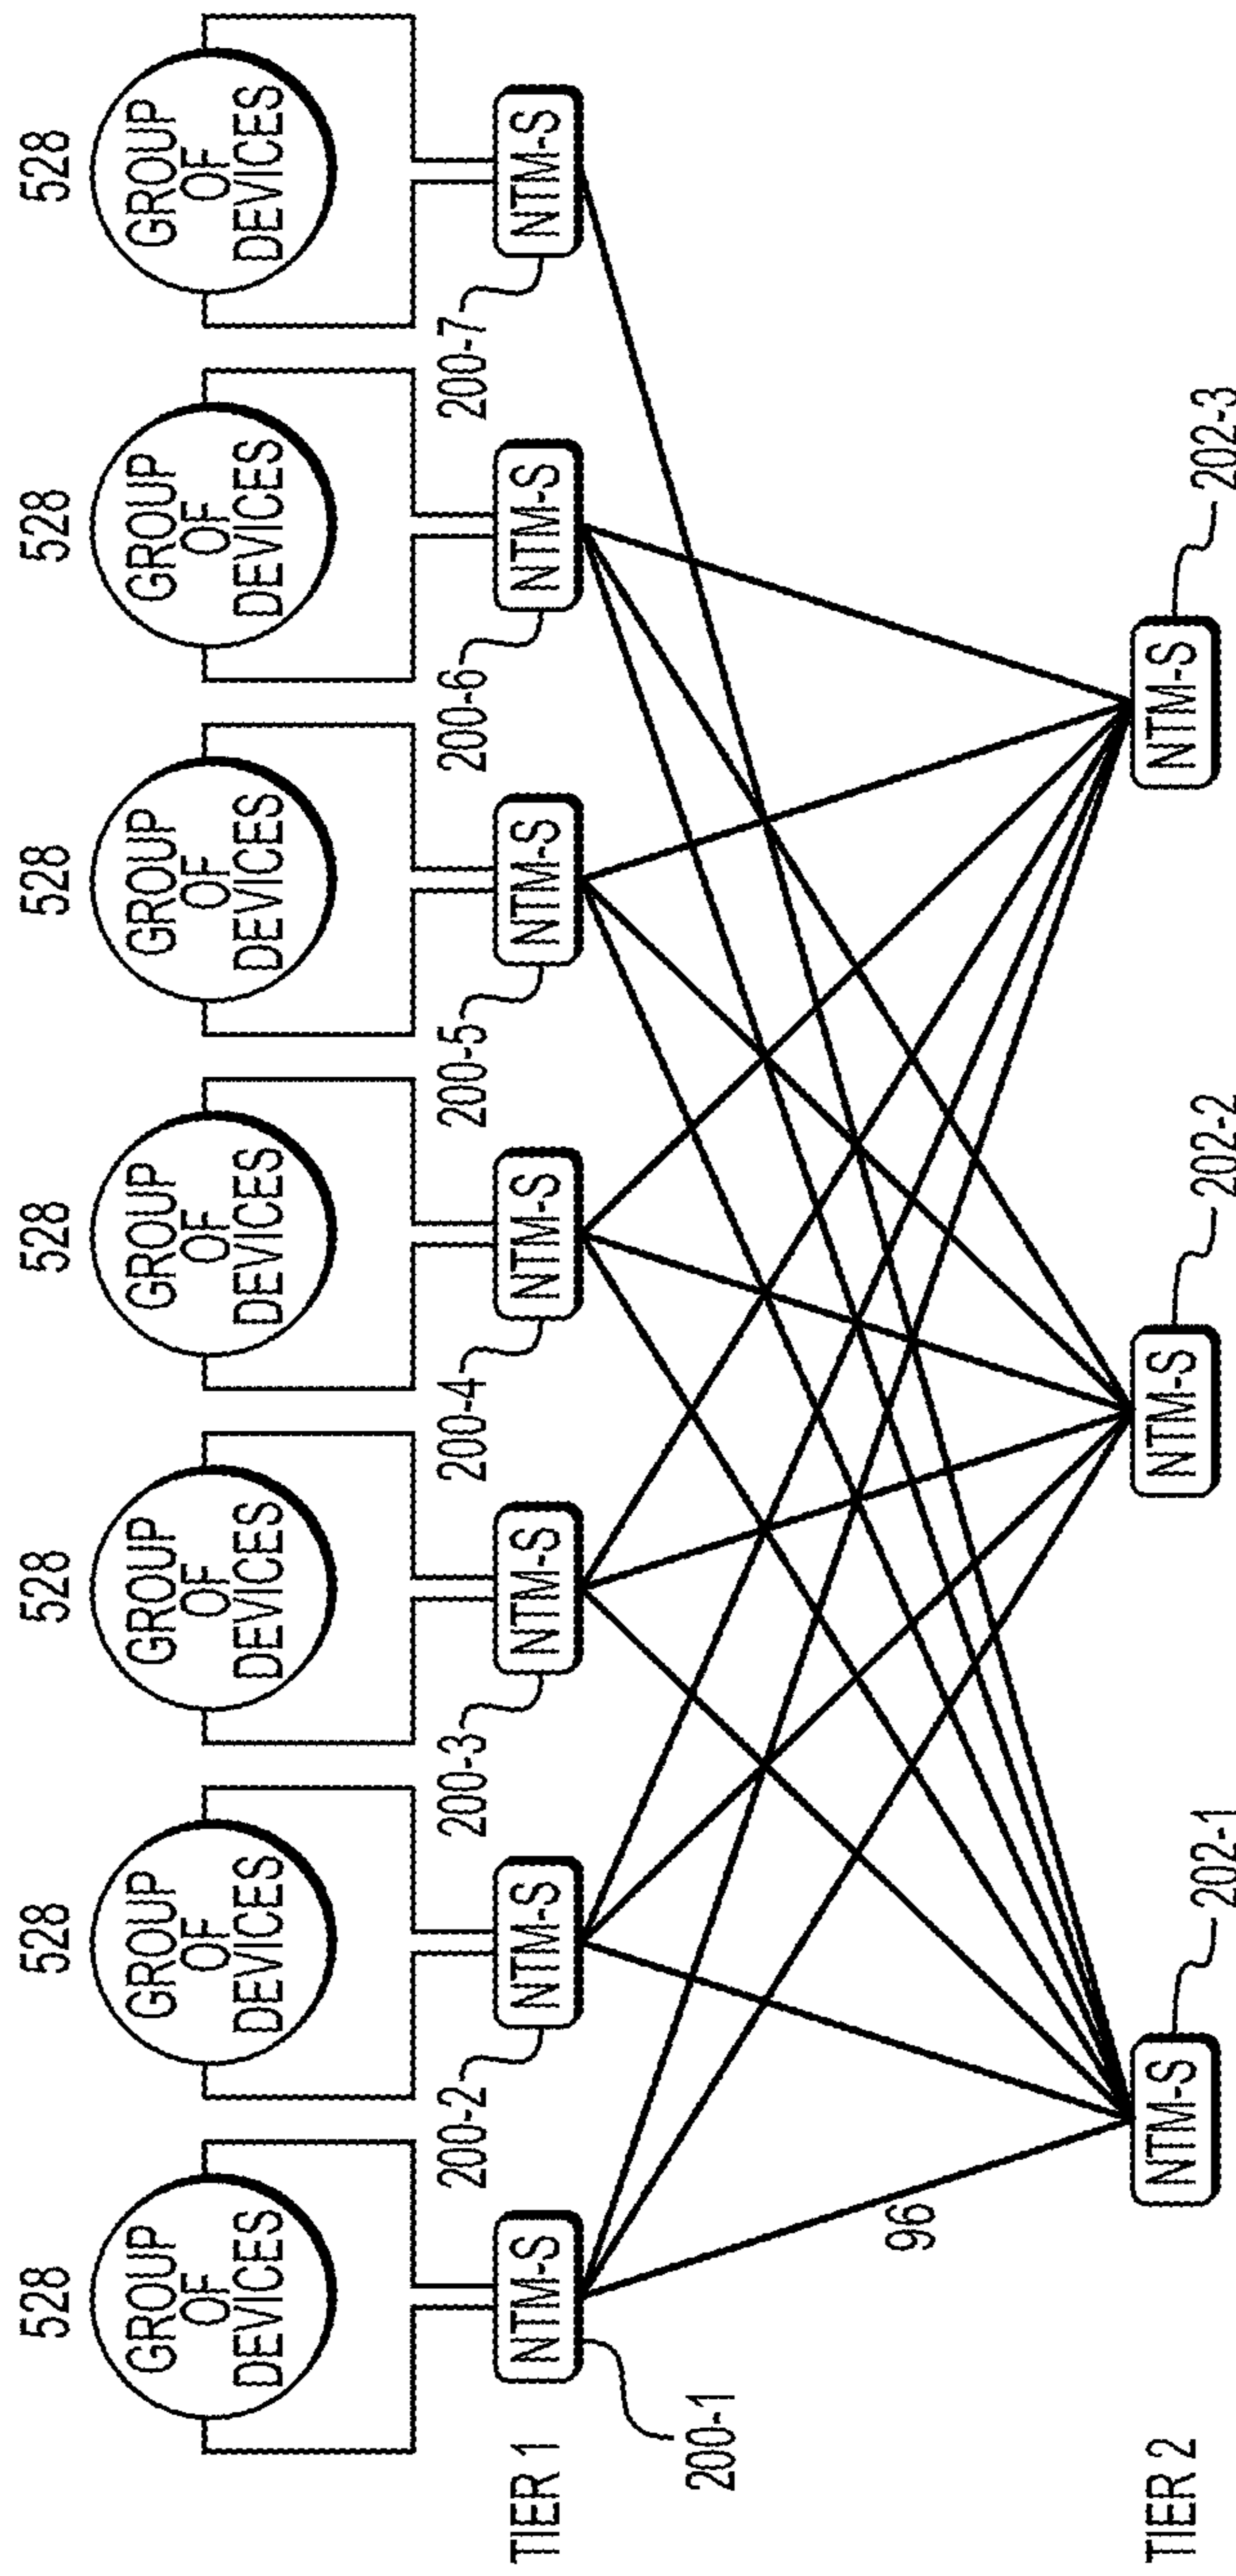 528
528
528
528
528
528
528
GROUP
OF
DEVICES
GROUP
OF
DEVICES
GROUP
OF
DEVICES
GROUP
OF
DEVICES
GROUP
OF
DEVICES
GROUP
OF
DEVICES
GROUP
OF
DEVICES
200-2
200-3
200-4
200-5
200-6
200-7
TIER 1
NTM-S
NTM-S
NTM-S
NTM-S
NTM-S
NTM-S
NTM-S
200-1
96
TIER 2
NTM-S
NTM-S
NTM-S
202-1
202-2
202-3